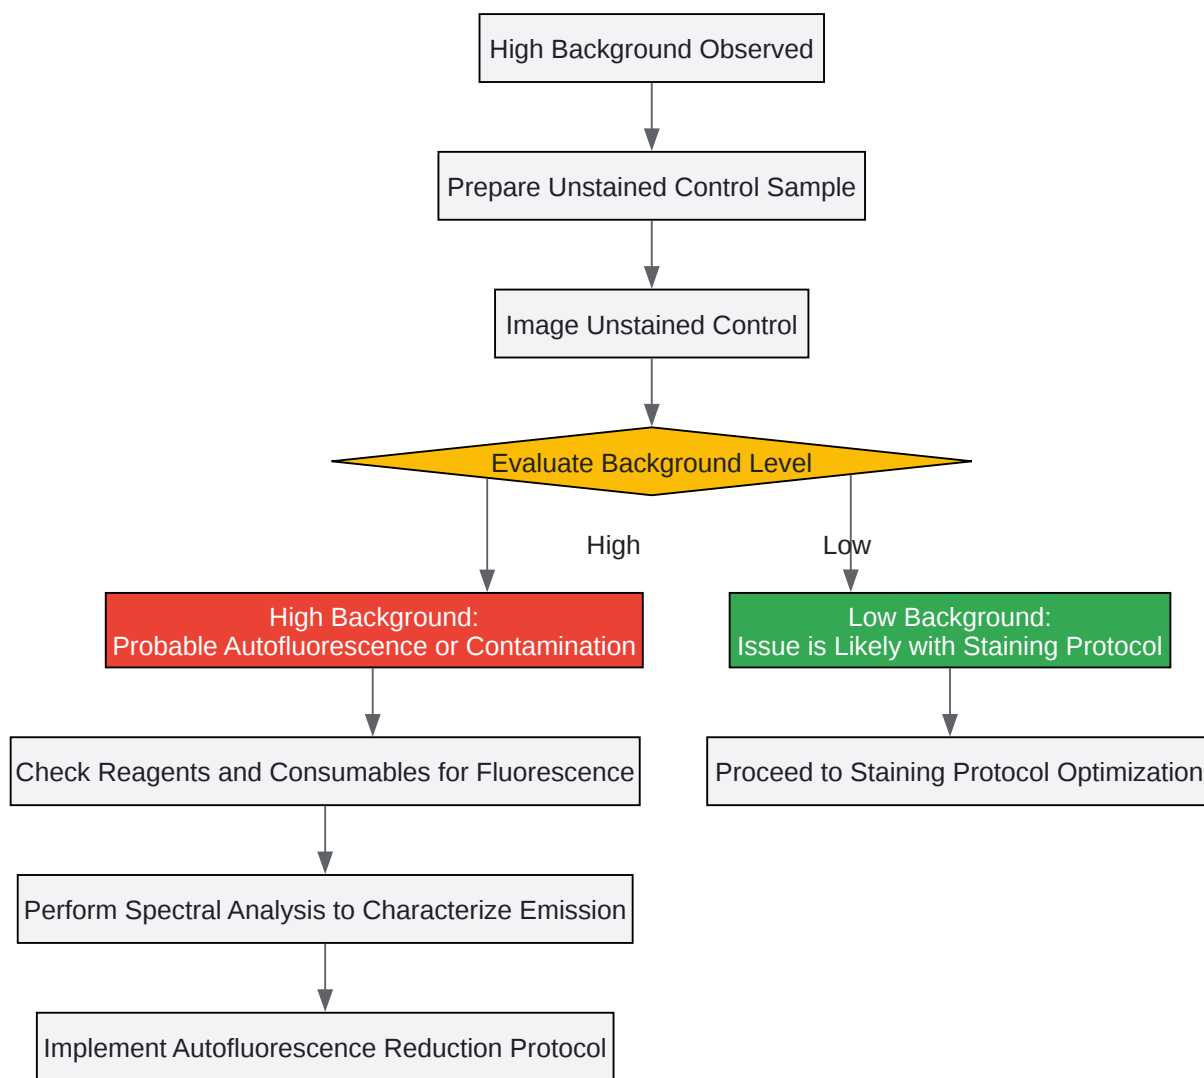 High Background Observed
Prepare Unstained Control Sample
Image Unstained Control
Evaluate Background Level
High
Low
High Background:
Probable Autofluorescence or Contamination
Low Background:
Issue is Likely with Staining Protocol
Check Reagents and Consumables for Fluorescence
Proceed to Staining Protocol Optimization
Perform Spectral Analysis to Characterize Emission
Implement Autofluorescence Reduction Protocol